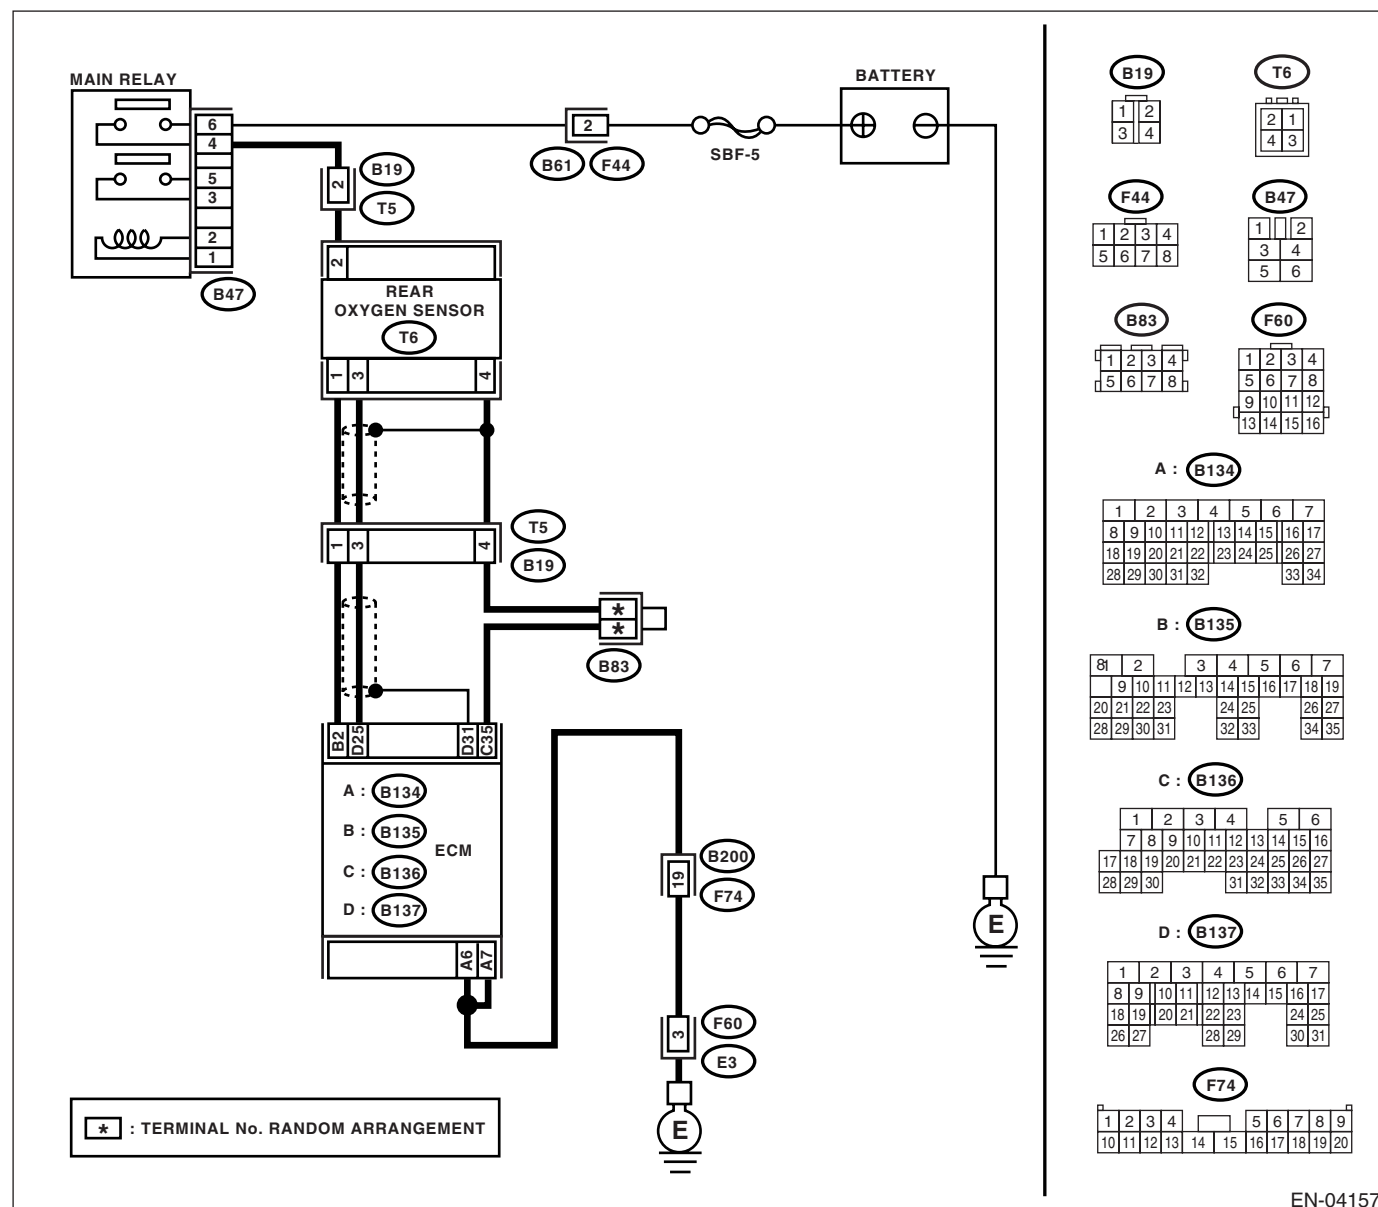 MAIN RELAY
6
4
5
3
2
1
B47
2
B19
T5
2
B61 F44
SBF-5
BATTERY
2
REAR
OXYGEN SENSOR
T6
1 3 4
1 3 4
T5
B19
*
*
B83
B2 D25 D31 C35
A : B134
B : B135
C : B136
D : B137
ECM
A6 A7
19
B200
F74
3
F60
E3
E
E
* : TERMINAL No. RANDOM ARRANGEMENT
B19
1 2
3 4
T6
2 1
4 3
F44
1 2 3 4
5 6 7 8
B47
1 2
3 4
5 6
B83
1 2 3 4
5 6 7 8
F60
1 2 3 4
5 6 7 8
9 10 11 12
13 14 15 16
A : B134
1 2 3 4 5 6 7
8 9 10 11 12 13 14 15 16 17
18 19 20 21 22 23 24 25 26 27
28 29 30 31 32 33 34
B : B135
81 2 3 4 5 6 7
9 10 11 12 13 14 15 16 17 18 19
20 21 22 23 24 25 26 27
28 29 30 31 32 33 34 35
C : B136
1 2 3 4 5 6
7 8 9 10 11 12 13 14 15 16
17 18 19 20 21 22 23 24 25 26 27
28 29 30 31 32 33 34 35
D : B137
1 2 3 4 5 6 7
8 9 10 11 12 13 14 15 16 17
18 19 20 21 22 23 24 25
26 27 28 29 30 31
F74
1 2 3 4 5 6 7 8 9
10 11 12 13 14 15 16 17 18 19 20
EN-04157